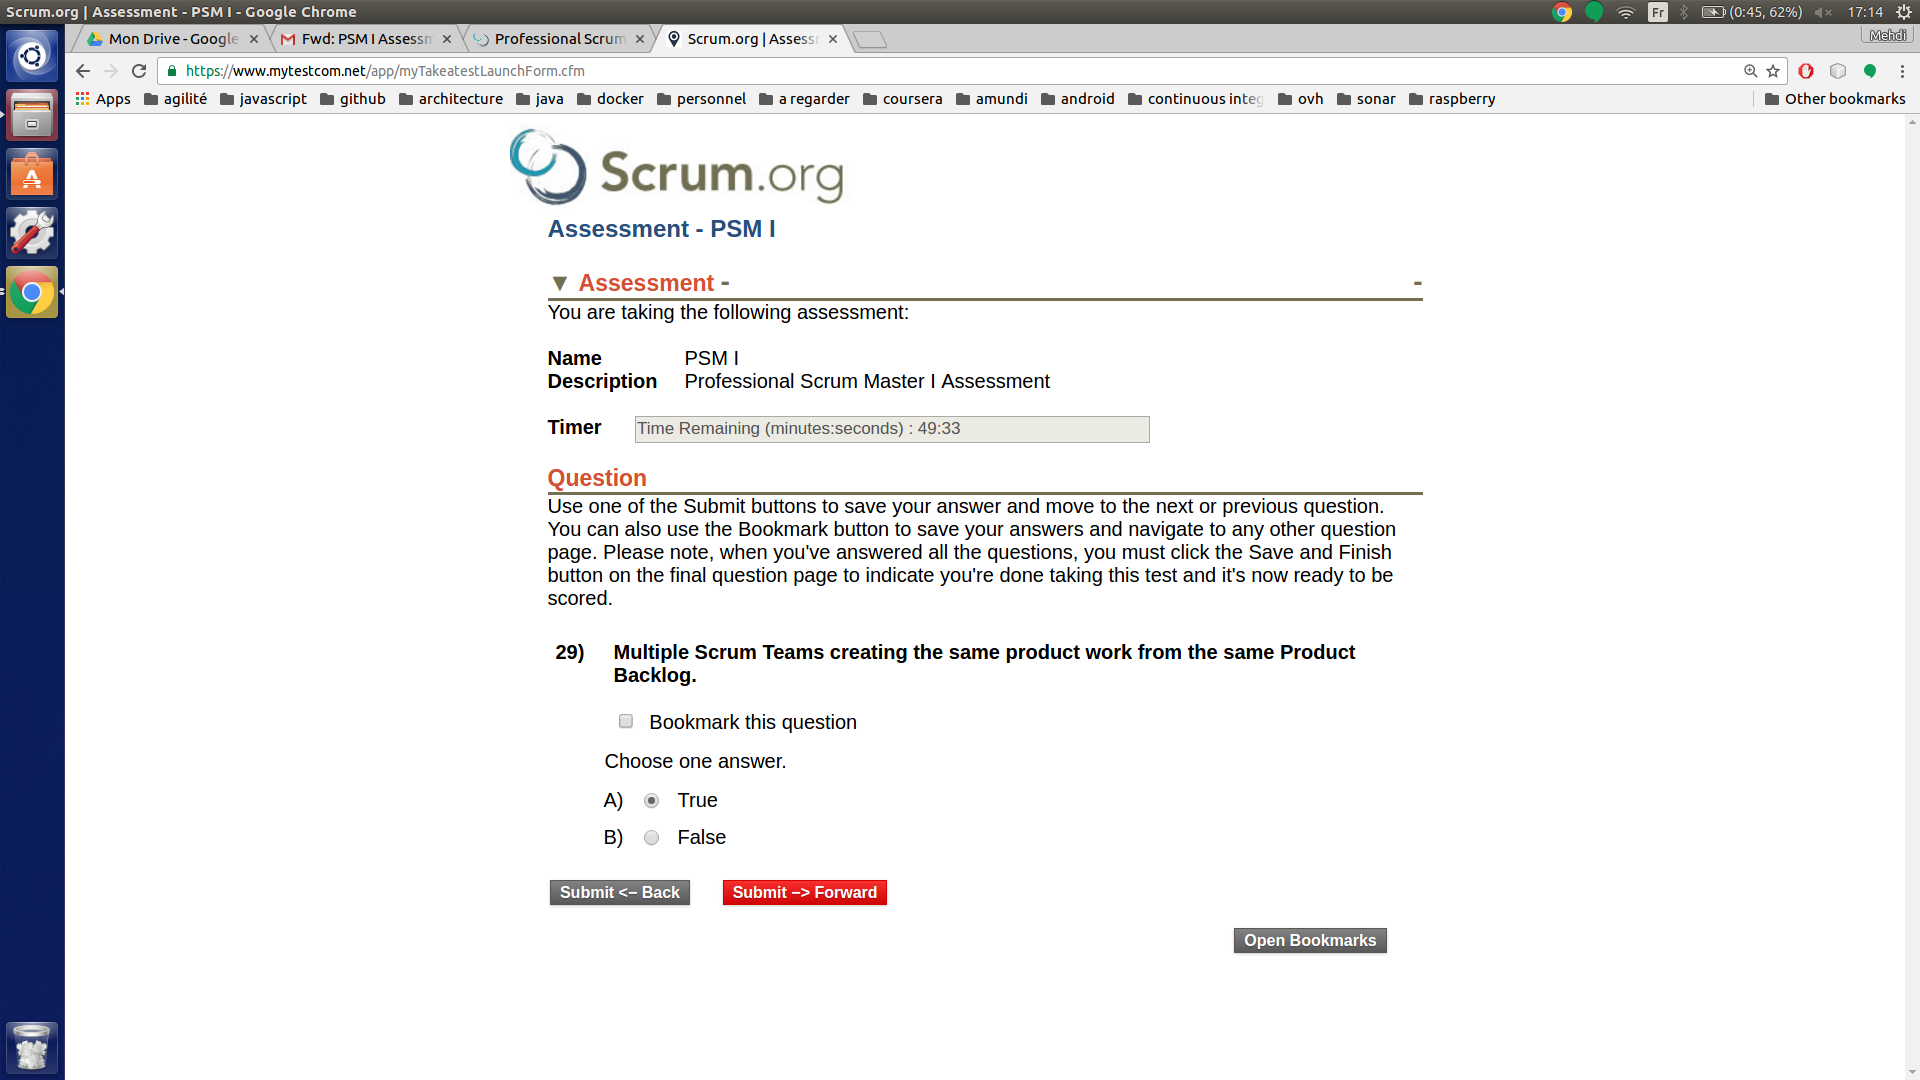 Scrum.org | Assessment - PSM I - Google Chrome
Fr
(0:45, 62%)
17:14
Mon Drive - Google
Fwd: PSM I Assessm
Professional Scrum
Scrum.org | Assess
Mehdi
https://www.mytestcom.net/app/myTakeatestLaunchForm.cfm
Apps agilité javascript github architecture java docker personnel a regarder coursera amundi android continuous integ ovh sonar raspberry Other bookmarks
Scrum.org
Assessment - PSM I
▼ Assessment - -
You are taking the following assessment:
Name PSM I
Description Professional Scrum Master I Assessment
Timer Time Remaining (minutes:seconds) : 49:33
Question
Use one of the Submit buttons to save your answer and move to the next or previous question.
You can also use the Bookmark button to save your answers and navigate to any other question
page. Please note, when you've answered all the questions, you must click the Save and Finish
button on the final question page to indicate you're done taking this test and it's now ready to be
scored.
29) Multiple Scrum Teams creating the same product work from the same Product
Backlog.
Bookmark this question
Choose one answer.
A) True
B) False
Submit <– Back Submit –> Forward
Open Bookmarks